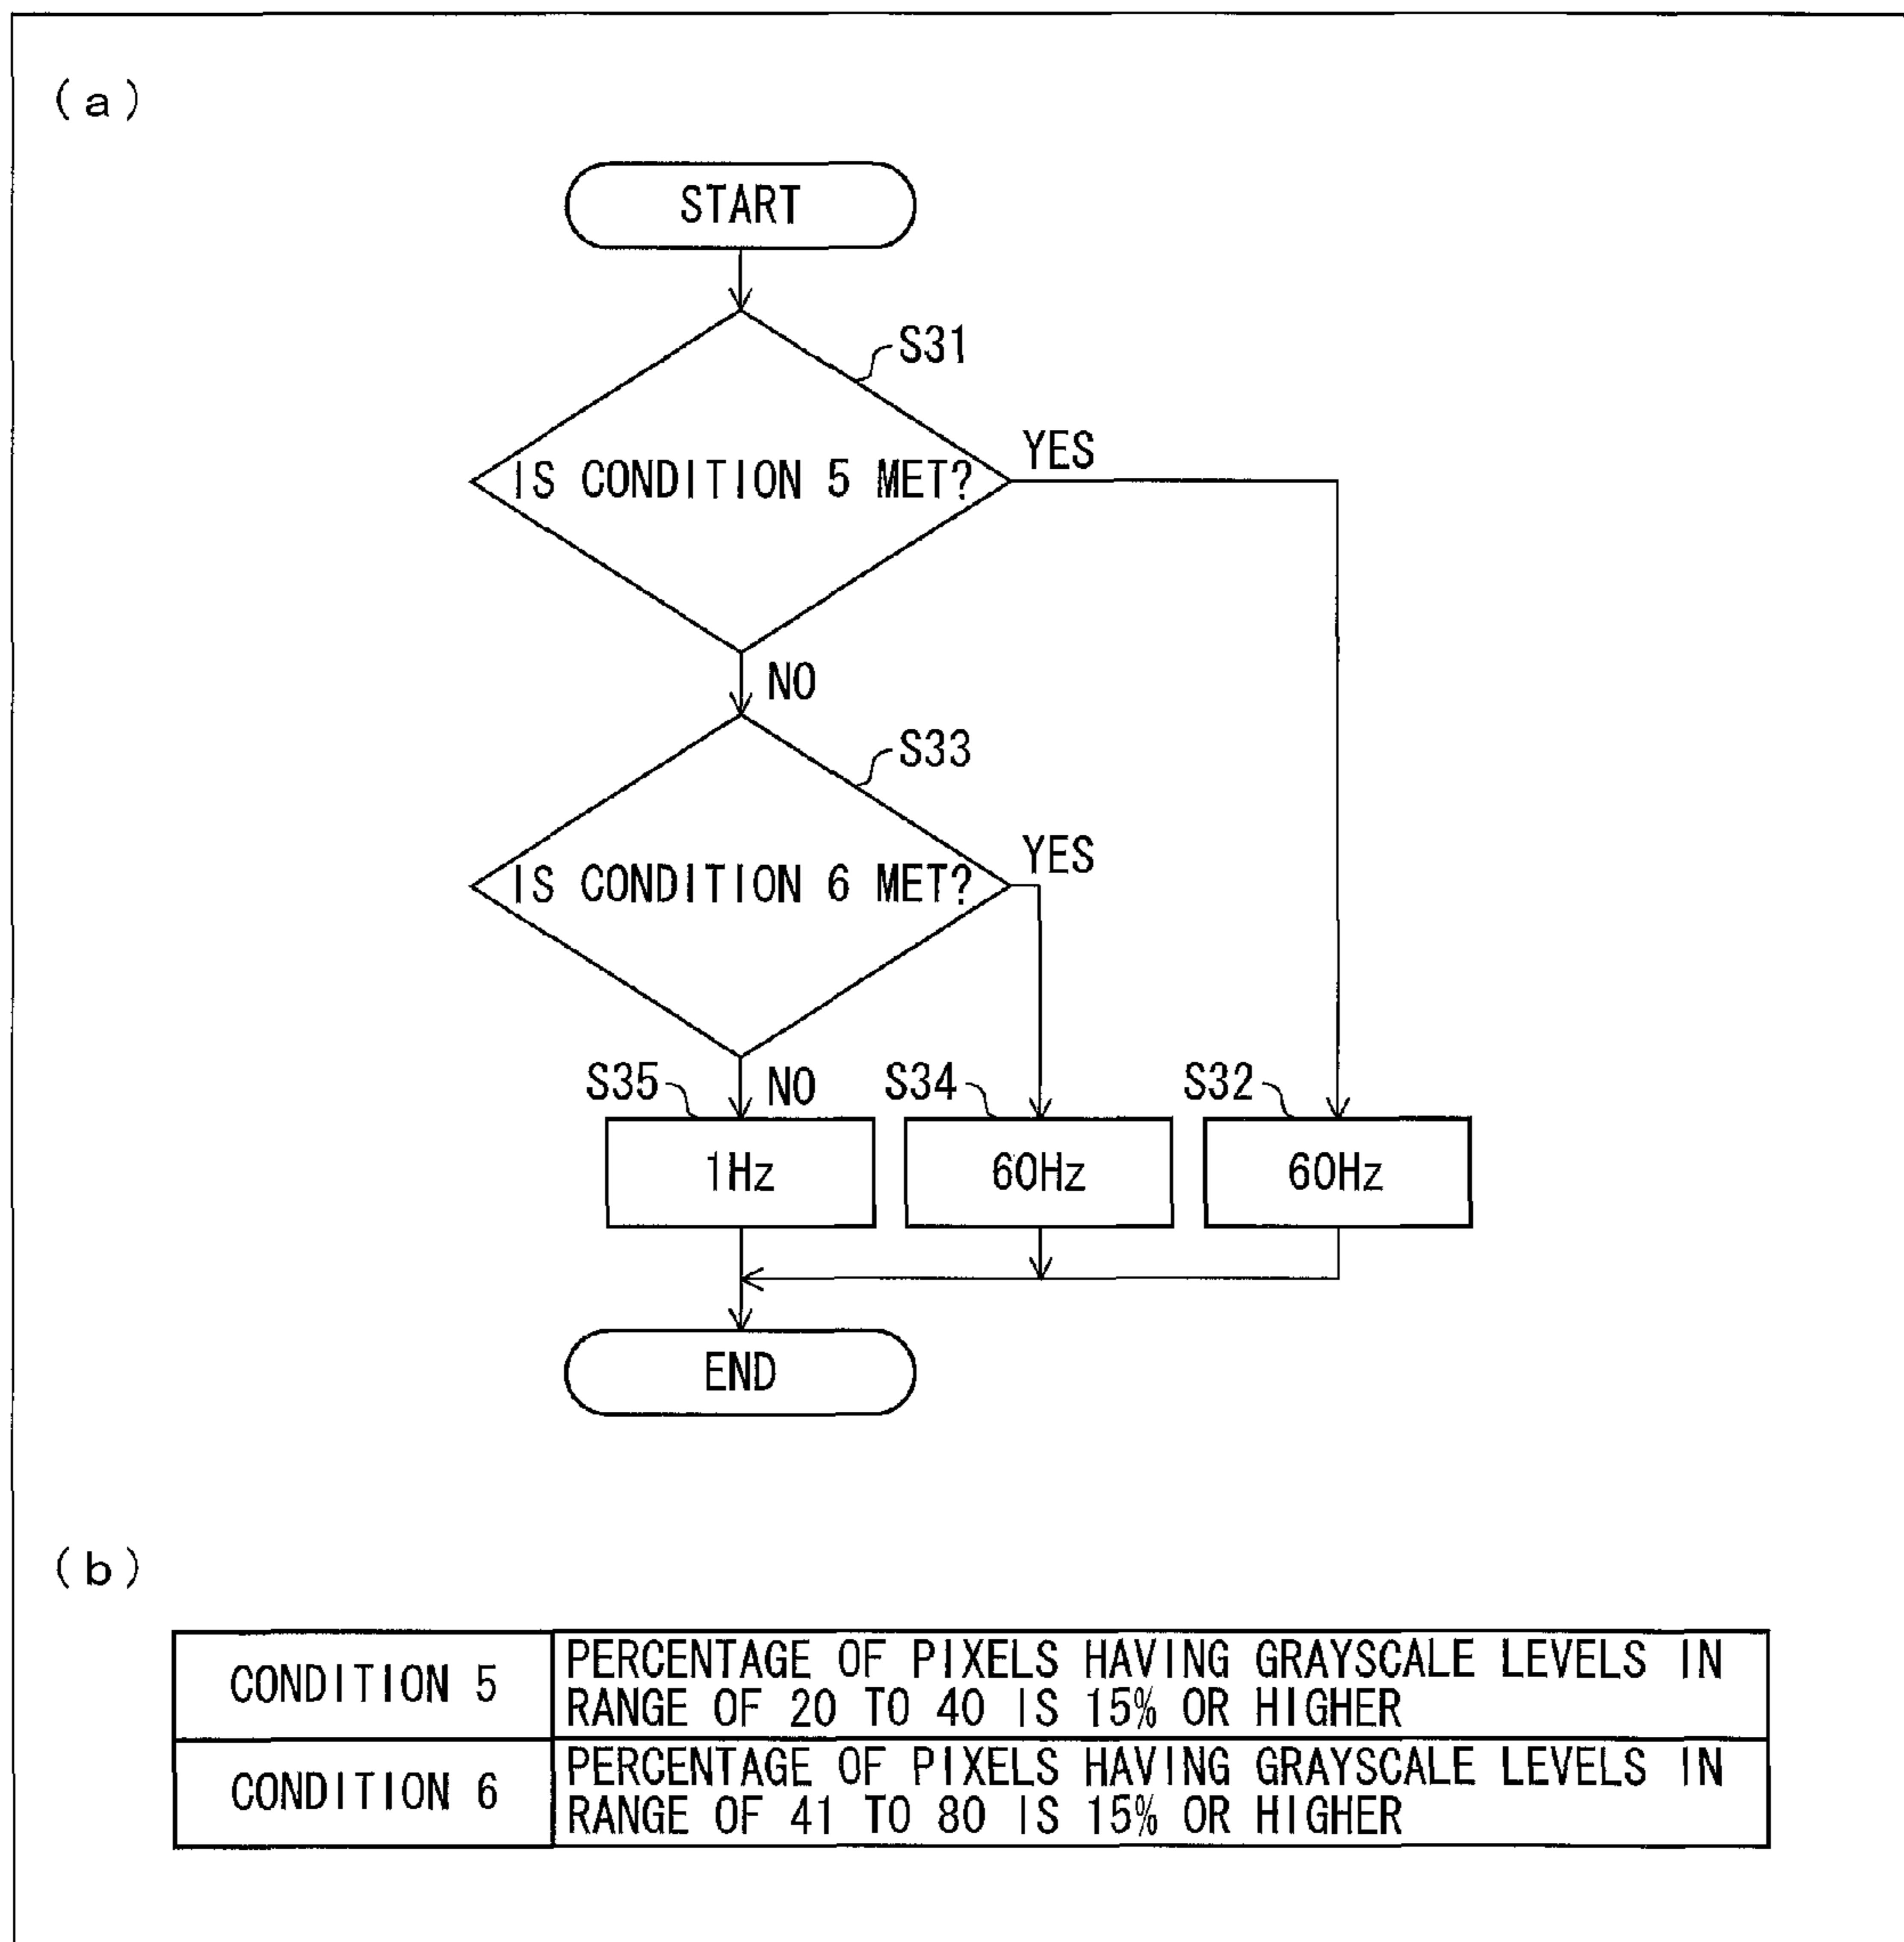 (a)
START
S31
IS CONDITION 5 MET?
YES
NO
S33
IS CONDITION 6 MET?
YES
NO
S35
S34
S32
1Hz
60Hz
60Hz
END
(b)
CONDITION 5
PERCENTAGE OF PIXELS HAVING GRAYSCALE LEVELS IN
RANGE OF 20 TO 40 IS 15% OR HIGHER
CONDITION 6
PERCENTAGE OF PIXELS HAVING GRAYSCALE LEVELS IN
RANGE OF 41 TO 80 IS 15% OR HIGHER